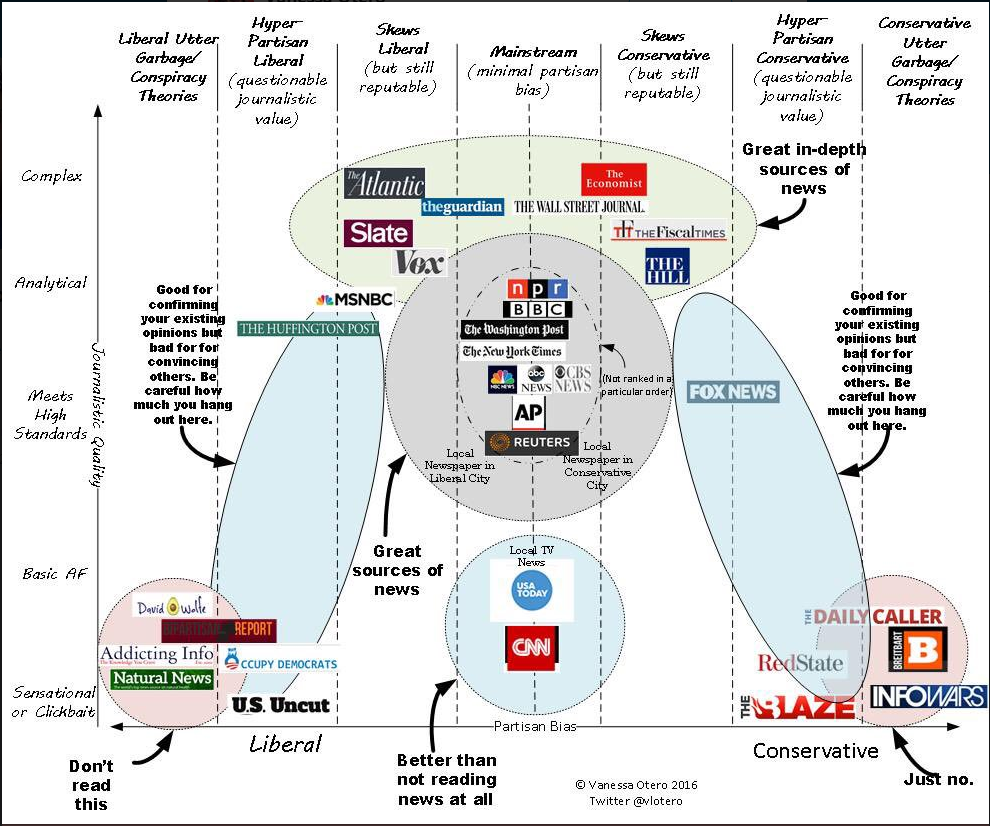 Vanessa Otero
Liberal Utter
Garbage/
Conspiracy
Theories
Hyper-
Partisan
Liberal
(questionable
journalistic
value)
Skews
Liberal
(but still
reputable)
Mainstream
(minimal partisan
bias)
Skews
Conservative
(but still
reputable)
Hyper-
Partisan
Conservative
(questionable
journalistic
value)
Conservative
Utter
Garbage/
Conspiracy
Theories
Journalistic Quality
Complex
Analytical
Meets
High
Standards
Basic AF
Sensational
or Clickbait
Great in-depth
sources of
news
The
Atlantic
theguardian
Slate
Vox
The
Economist
THE WALL STREET JOURNAL.
TFT THE FISCAL TIMES
THE
HILL
MSNBC
THE HUFFINGTON POST
Good for
confirming
your existing
opinions but
bad for for
convincing
others. Be
careful how
much you hang
out here.
npr
BBC
The Washington Post
The New York Times
NBC NEWS
abc
NEWS
CBS
NEWS
AP
REUTERS
(Not ranked in a
particular order)
Local
Newspaper in
Liberal City
Local
Newspaper in
Conservative
City
FOX NEWS
Good for
confirming
your existing
opinions but
bad for for
convincing
others. Be
careful how
much you hang
out here.
Great
sources of
news
Local TV
News
USA
TODAY
CNN
David Wolfe
REPORT
Addicting Info
Natural News
OCCUPY DEMOCRATS
U.S. Uncut
THE DAILY CALLER
BREITBART
B
RedState
THE BLAZE
INFOWARS
Partisan Bias
Liberal
Conservative
Don't
read
this
Better than
not reading
news at all
Just no.
© Vanessa Otero 2016
Twitter @vlotero